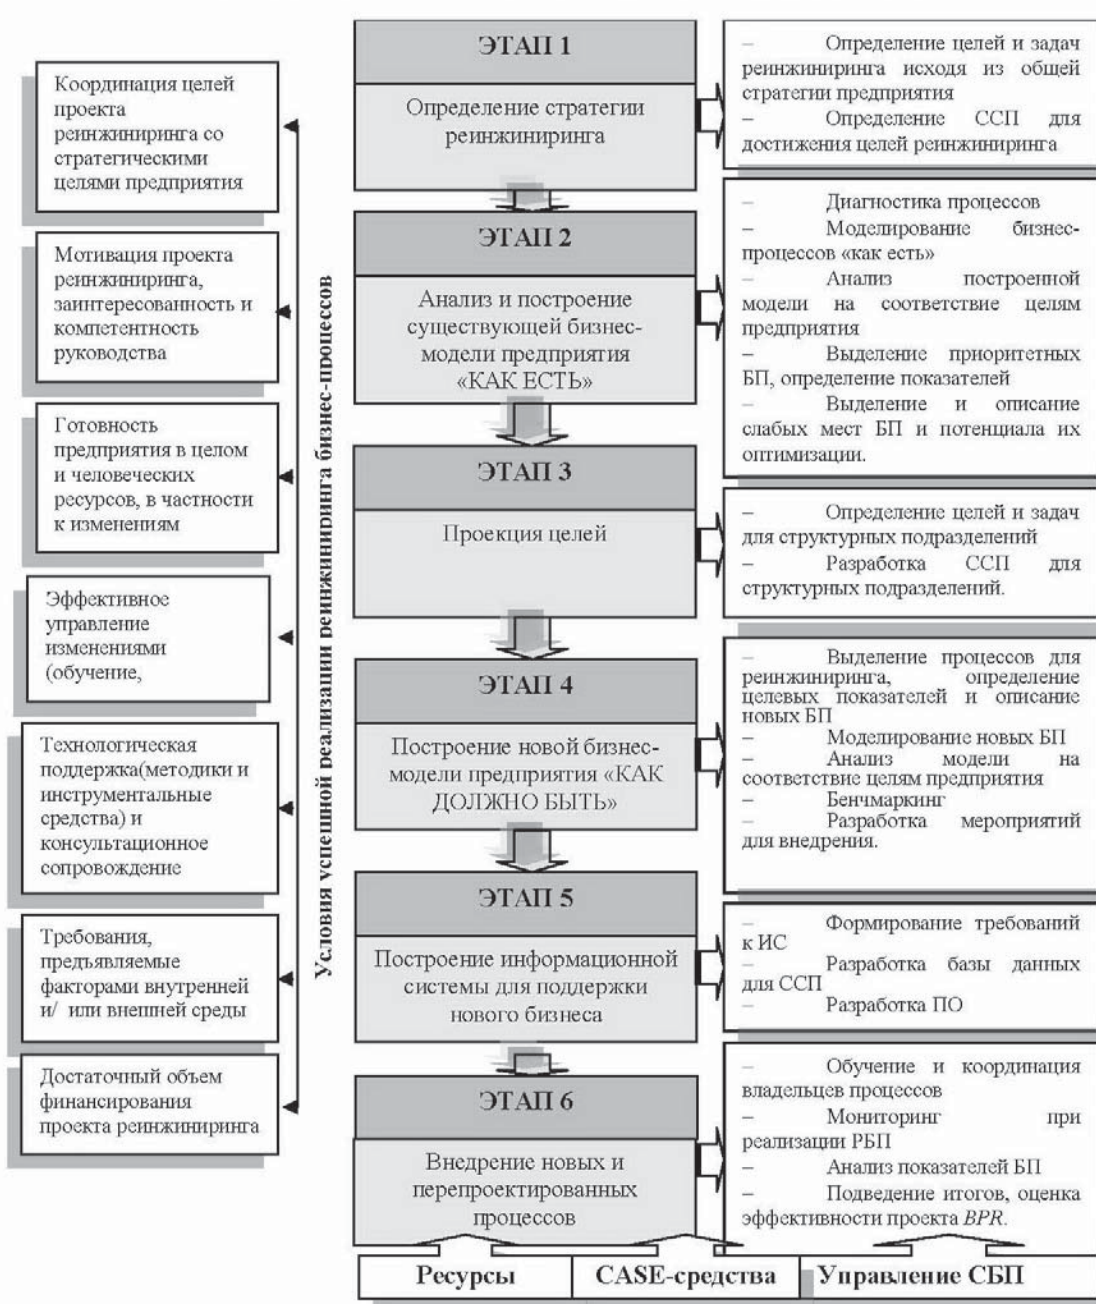 Координация целей
проекта
реинжиниринга со
стратегическими
целями предприятия
Мотивация проекта
реинжиниринга,
заинтересованность и
компетентность
руководства
Готовность
предприятия в целом
и человеческих
ресурсов, в частности
к изменениям
Эффективное
управление
изменениями
(обучение,
Технологическая
поддержка(методики и
инструментальные
средства) и
консультационное
сопровождение
Требования,
предъявляемые
факторами внутренней
и/ или внешней среды
Достаточный объем
финансирования
проекта реинжиниринга
Условия успешной реализации реинжиниринга бизнес-процессов
ЭТАП 1
Определение стратегии
реинжиниринга
– Определение целей и задач
реинжиниринга исходя из общей
стратегии предприятия
– Определение ССП для
достижения целей реинжиниринга
ЭТАП 2
Анализ и построение
существующей бизнес-
модели предприятия
«КАК ЕСТЬ»
– Диагностика процессов
– Моделирование бизнес-
процессов «как есть»
– Анализ построенной
модели на соответствие целям
предприятия
– Выделение приоритетных
БП, определение показателей
– Выделение и описание
слабых мест БП и потенциала их
оптимизации.
ЭТАП 3
Проекция целей
– Определение целей и задач
для структурных подразделений
– Разработка ССП для
структурных подразделений.
ЭТАП 4
Построение новой бизнес-
модели предприятия «КАК
ДОЛЖНО БЫТЬ»
– Выделение процессов для
реинжиниринга, определение
целевых показателей и описание
новых БП
– Моделирование новых БП
– Анализ модели на
соответствие целям предприятия
– Бенчмаркинг
– Разработка мероприятий
для внедрения.
ЭТАП 5
Построение информационной
системы для поддержки
нового бизнеса
– Формирование требований
к ИС
– Разработка базы данных
для ССП
– Разработка ПО
ЭТАП 6
Внедрение новых и
перепроектированных
процессов
– Обучение и координация
владельцев процессов
– Мониторинг при
реализации РБП
– Анализ показателей БП
– Подведение итогов, оценка
эффективности проекта BPR.
Ресурсы
CASE-средства
Управление СБП